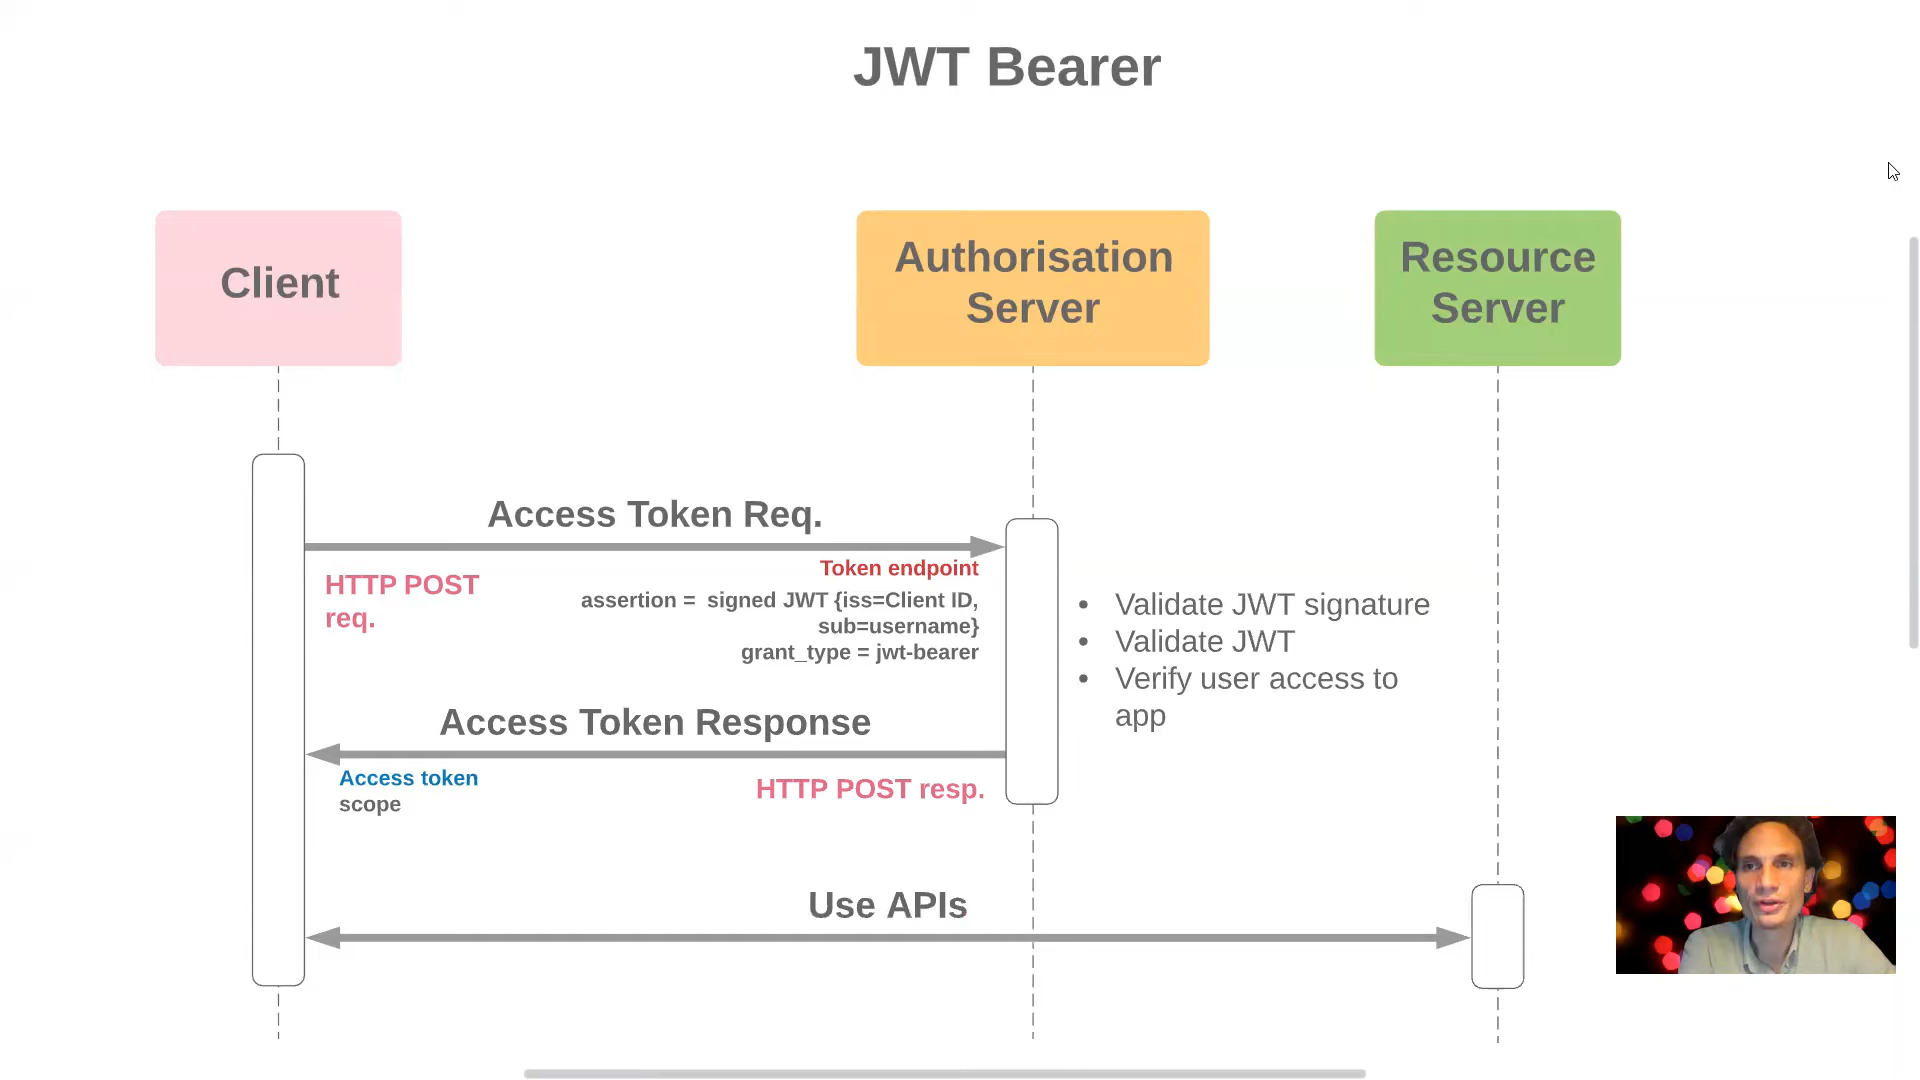 JWT Bearer
Client
Authorisation
Server
Resource
Server
Access Token Req.
Token endpoint
HTTP POST
req.
assertion =  signed JWT {iss=Client ID,
sub=username}
grant_type = jwt-bearer
• Validate JWT signature
• Validate JWT
• Verify user access to
app
Access Token Response
Access token
scope
HTTP POST resp.
Use APIs